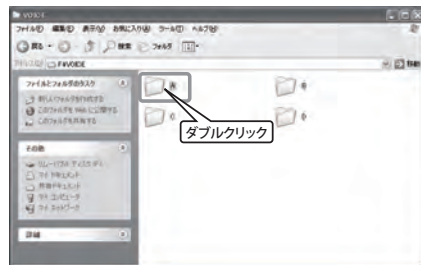 VOICE
ファイル(F) 編集(E) 表示(V) お気に入り(A) ツール(T) ヘルプ(H)
戻る 検索 フォルダ
F:¥VOICE 移動
ファイルとフォルダのタスク
新しいフォルダを作成する
このフォルダを Web に公開する
このフォルダを共有する
A
ダブルクリック
その他
リムーバブル ディスク (F:)
マイ ドキュメント
共有ドキュメント
マイ コンピュータ
マイ ネットワーク
詳細